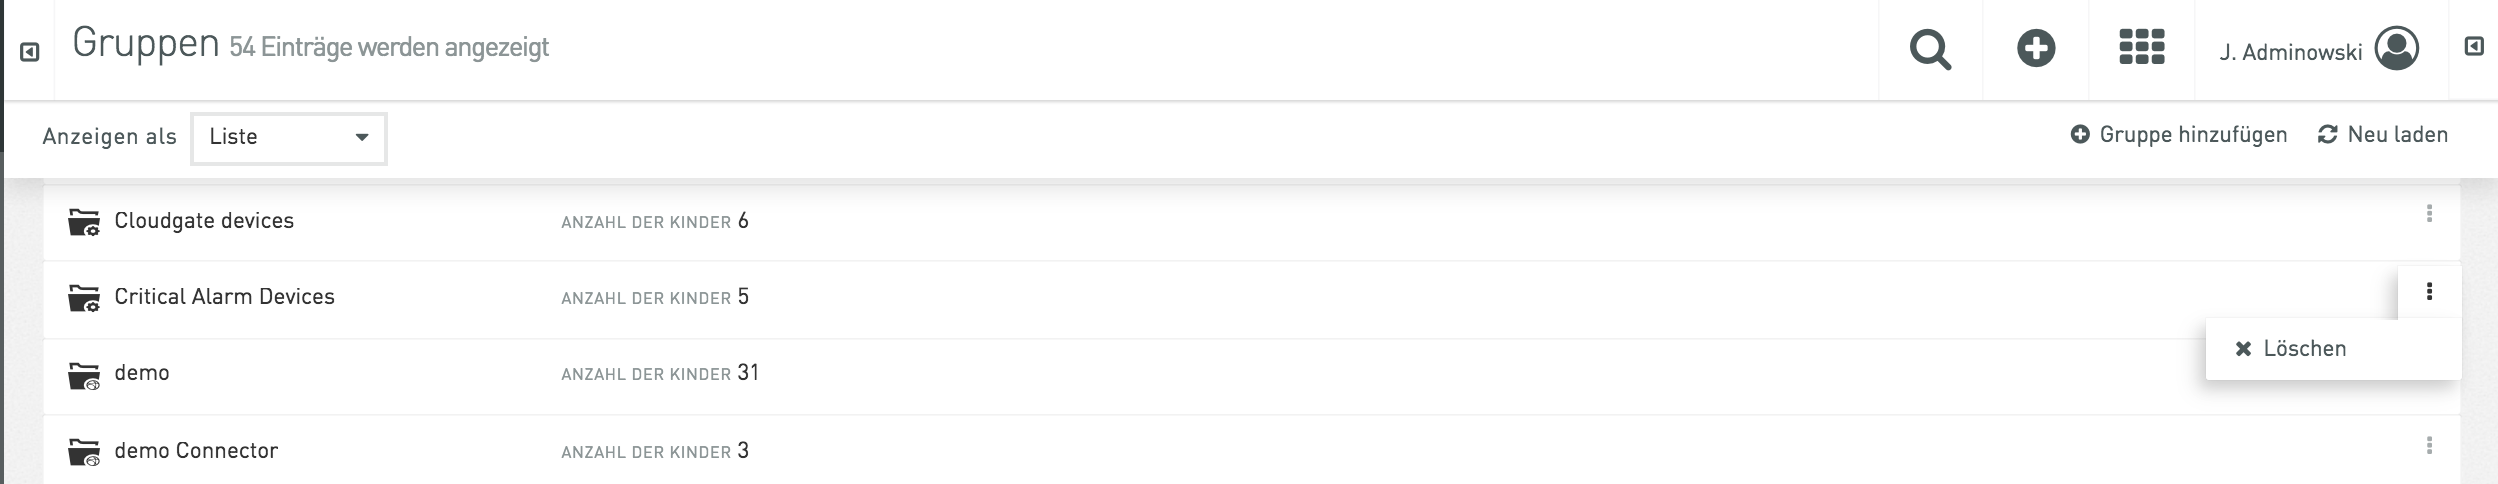 Gruppen 54 Einträge werden angezeigt
J. Adminowski
Anzeigen als Liste
Gruppe hinzufügen Neu laden
Cloudgate devices ANZAHL DER KINDER 6
Critical Alarm Devices ANZAHL DER KINDER 5
Löschen
demo ANZAHL DER KINDER 31
demo Connector ANZAHL DER KINDER 3